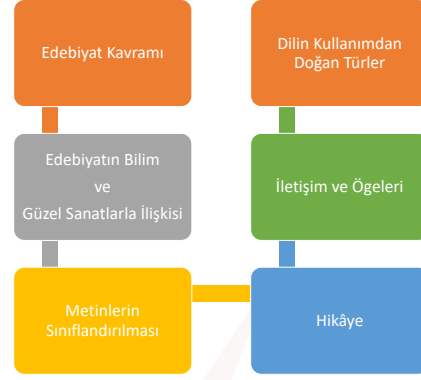 Edebiyat Kavramı
Edebiyatın Bilim
ve
Güzel Sanatlarla İlişkisi
Metinlerin
Sınıflandırılması
Hikâye
İletişim ve Ögeleri
Dilin Kullanımdan
Doğan Türler